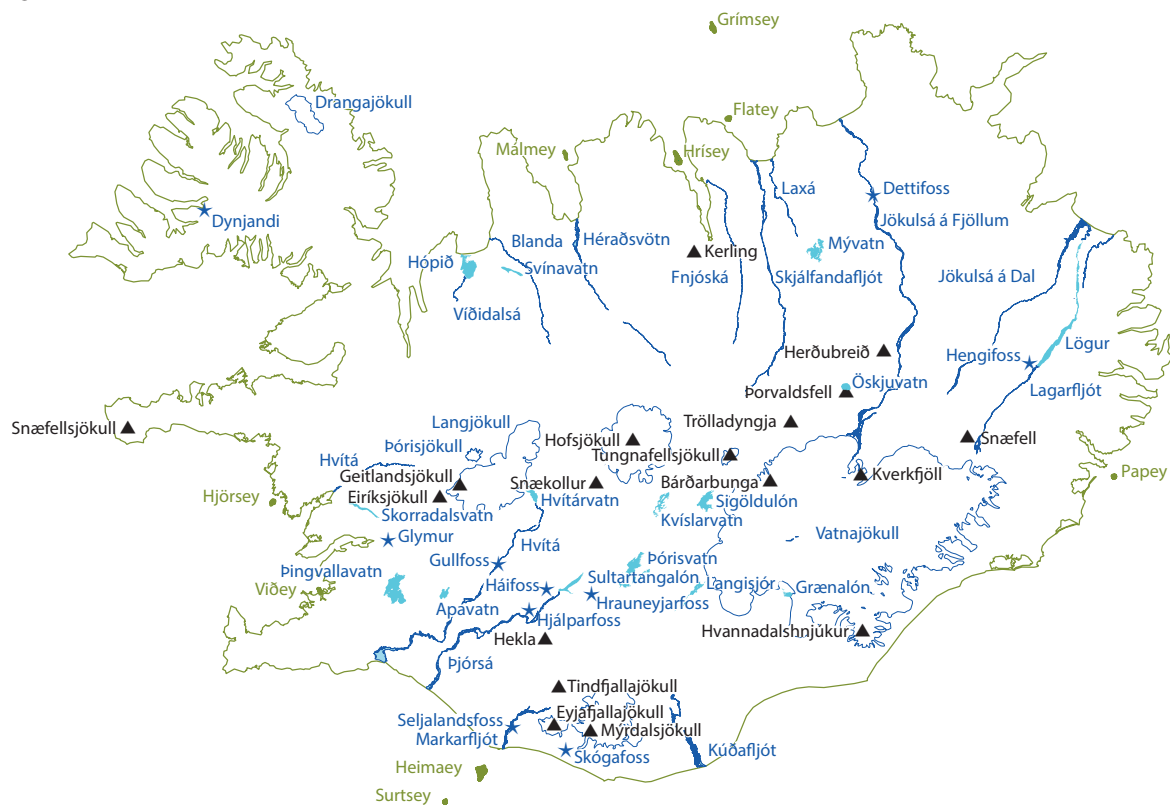 Grímsey
Drangajökull
Flatey
Málmey
Hrísey
Laxá
Dettifoss
Dynjandi
Jökulsá á Fjöllum
Blanda
Héraðsvötn
Mývatn
Kerling
Hópið
Svínavatn
Fnjóská
Skjálfandafljót
Jökulsá á Dal
Víðidalsá
Lögur
Herðubreið
Hengifoss
Öskjuvatn
Þorvaldsfell
Lagarfljót
Langjökull
Trölladyngja
Snæfellsjökull
Hofsjökull
Snæfell
Þórisjökull
Tungnafellsjökull
Hvítá
Geitlandsjökull
Snækollur
Bárðarbunga
Kverkfjöll
Papey
Hjörsey
Eiríksjökull
Hvítárvatn
Sigöldulón
Skorradalsvatn
Kvíslarvatn
Glymur
Hvítá
Vatnajökull
Gullfoss
Þórisvatn
Þingvallavatn
Sultartangalón
Háifoss
Langisjór
Grænalón
Viðey
Apavatn
Hrauneyjarfoss
Hjálparfoss
Hekla
Hvannadalshnjúkur
Þjórsá
Tindfjallajökull
Eyjafjallajökull
Seljalandsfoss
Mýrdalsjökull
Markarfljót
Skógafoss
Kúðafljót
Heimaey
Surtsey